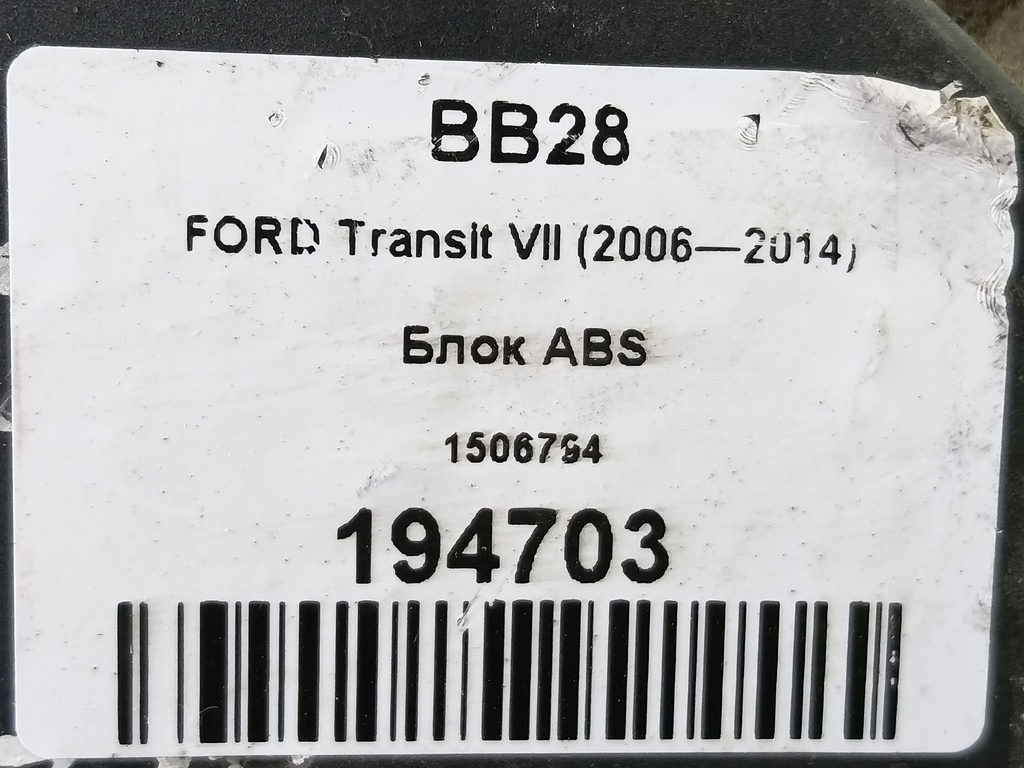 BB28
FORD Transit VII (2006—2014)
Блок ABS
1506794
194703